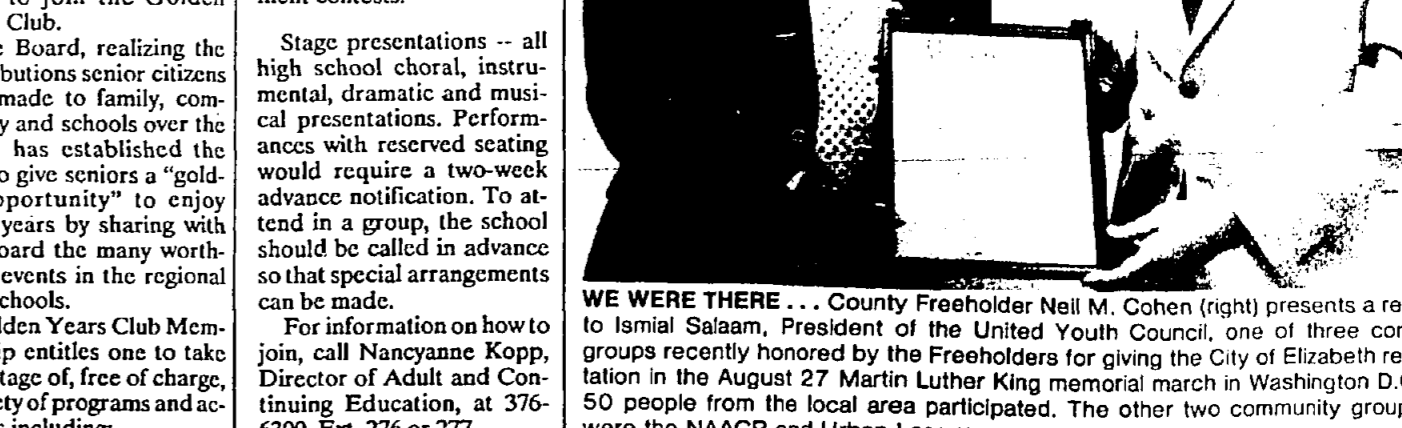 to join the Golden
Club.
Board, realizing the
butions senior citizens
made to family, com-
y and schools over the
has established the
o give seniors a "gold-
pportunity" to enjoy
years by sharing with
oard the many worth-
events in the regional
chools.
lden Years Club Mem-
p entitles one to take
tage of, free of charge,
ety of programs and ac-
including:
ment contests.
Stage presentations -- all
high school choral, instru-
mental, dramatic and musi-
cal presentations. Perform-
ances with reserved seating
would require a two-week
advance notification. To at-
tend in a group, the school
should be called in advance
so that special arrangements
can be made.
For information on how to
join, call Nancyanne Kopp,
Director of Adult and Con-
tinuing Education, at 376-
6300, Ext. 276 or 277.
WE WERE THERE... County Freeholder Neil M. Cohen (right) presents a re
to Ismial Salaam, President of the United Youth Council, one of three com
groups recently honored by the Freeholders for giving the City of Elizabeth re
tation in the August 27 Martin Luther King memorial march in Washington D.C
50 people from the local area participated. The other two community group
were the NAACP and Urban